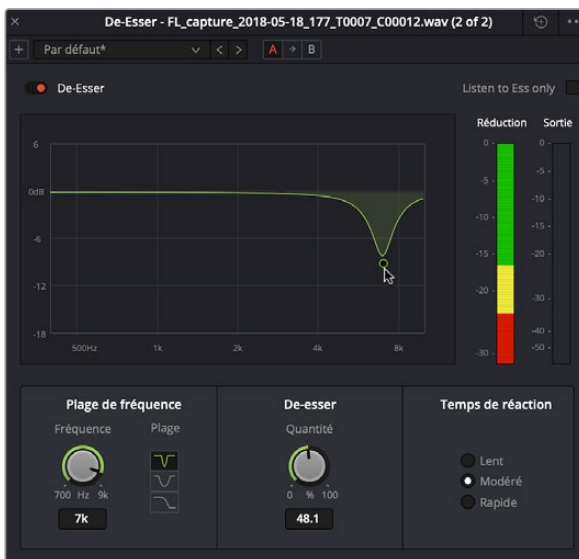 De-Esser - FL_capture_2018-05-18_177_T0007_C00012.wav (2 of 2)
Par défaut*
A
B
De-Esser
Listen to Ess only
Réduction Sortie
6
0dB
-6
-12
-18
500Hz 1k 2k 4k 8k
0 -5 -10 -15 -20 -30
0 -5 -10 -15 -20 -30 -40 -50
Plage de fréquence
Fréquence Plage
700 Hz 9k
7k
De-esser
Quantité
0 % 100
48.1
Temps de réaction
Lent
Modéré
Rapide